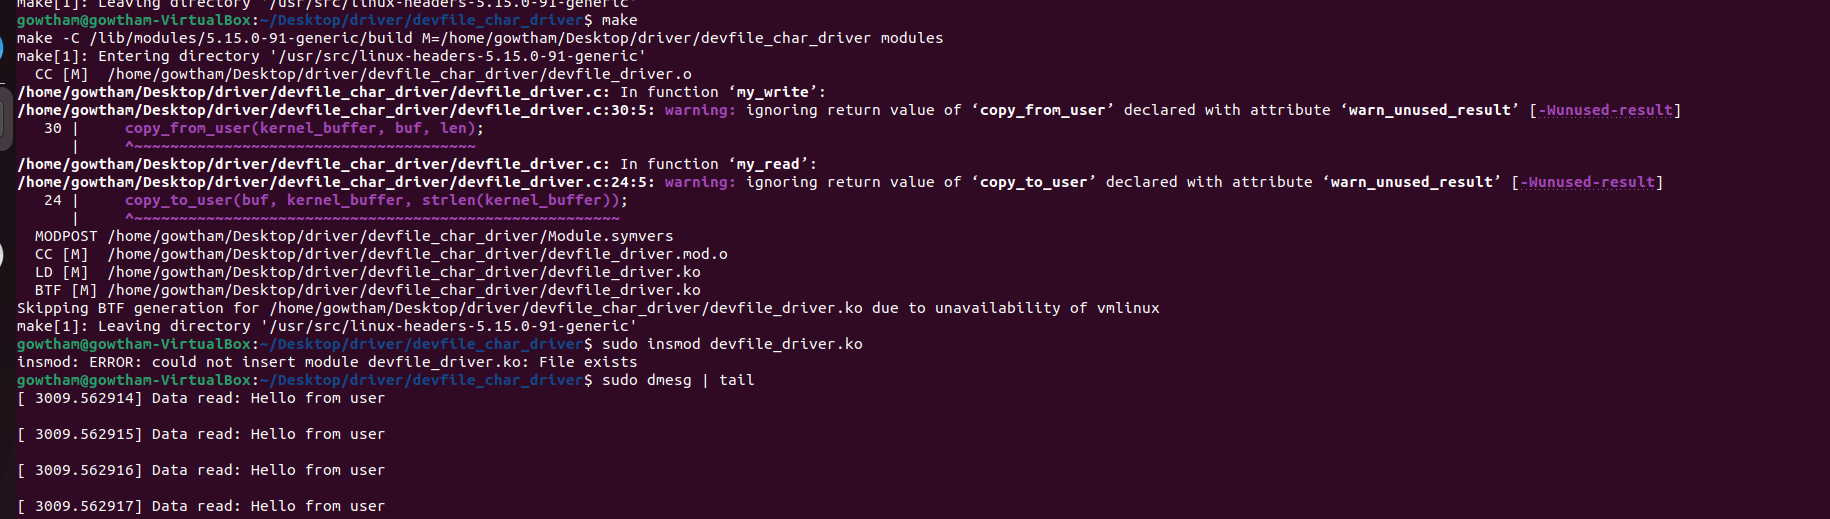 make[1]: Leaving directory '/usr/src/linux-headers-5.15.0-91-generic'
gowtham@gowtham-VirtualBox:~/Desktop/driver/devfile_char_driver$ make
make -C /lib/modules/5.15.0-91-generic/build M=/home/gowtham/Desktop/driver/devfile_char_driver modules
make[1]: Entering directory '/usr/src/linux-headers-5.15.0-91-generic'
  CC [M]  /home/gowtham/Desktop/driver/devfile_char_driver/devfile_driver.o
/home/gowtham/Desktop/driver/devfile_char_driver/devfile_driver.c: In function ‘my_write’:
/home/gowtham/Desktop/driver/devfile_char_driver/devfile_driver.c:30:5: warning: ignoring return value of ‘copy_from_user’ declared with attribute ‘warn_unused_result’ [-Wunused-result]
   30 |     copy_from_user(kernel_buffer, buf, len);
      |     ^~~~~~~~~~~~~~~~~~~~~~~~~~~~~~~~~~~~~~~
/home/gowtham/Desktop/driver/devfile_char_driver/devfile_driver.c: In function ‘my_read’:
/home/gowtham/Desktop/driver/devfile_char_driver/devfile_driver.c:24:5: warning: ignoring return value of ‘copy_to_user’ declared with attribute ‘warn_unused_result’ [-Wunused-result]
   24 |     copy_to_user(buf, kernel_buffer, strlen(kernel_buffer));
      |     ^~~~~~~~~~~~~~~~~~~~~~~~~~~~~~~~~~~~~~~~~~~~~~~~~~~~~~~
  MODPOST /home/gowtham/Desktop/driver/devfile_char_driver/Module.symvers
  CC [M]  /home/gowtham/Desktop/driver/devfile_char_driver/devfile_driver.mod.o
  LD [M]  /home/gowtham/Desktop/driver/devfile_char_driver/devfile_driver.ko
  BTF [M] /home/gowtham/Desktop/driver/devfile_char_driver/devfile_driver.ko
Skipping BTF generation for /home/gowtham/Desktop/driver/devfile_char_driver/devfile_driver.ko due to unavailability of vmlinux
make[1]: Leaving directory '/usr/src/linux-headers-5.15.0-91-generic'
gowtham@gowtham-VirtualBox:~/Desktop/driver/devfile_char_driver$ sudo insmod devfile_driver.ko
insmod: ERROR: could not insert module devfile_driver.ko: File exists
gowtham@gowtham-VirtualBox:~/Desktop/driver/devfile_char_driver$ sudo dmesg | tail
[ 3009.562914] Data read: Hello from user
[ 3009.562915] Data read: Hello from user
[ 3009.562916] Data read: Hello from user
[ 3009.562917] Data read: Hello from user